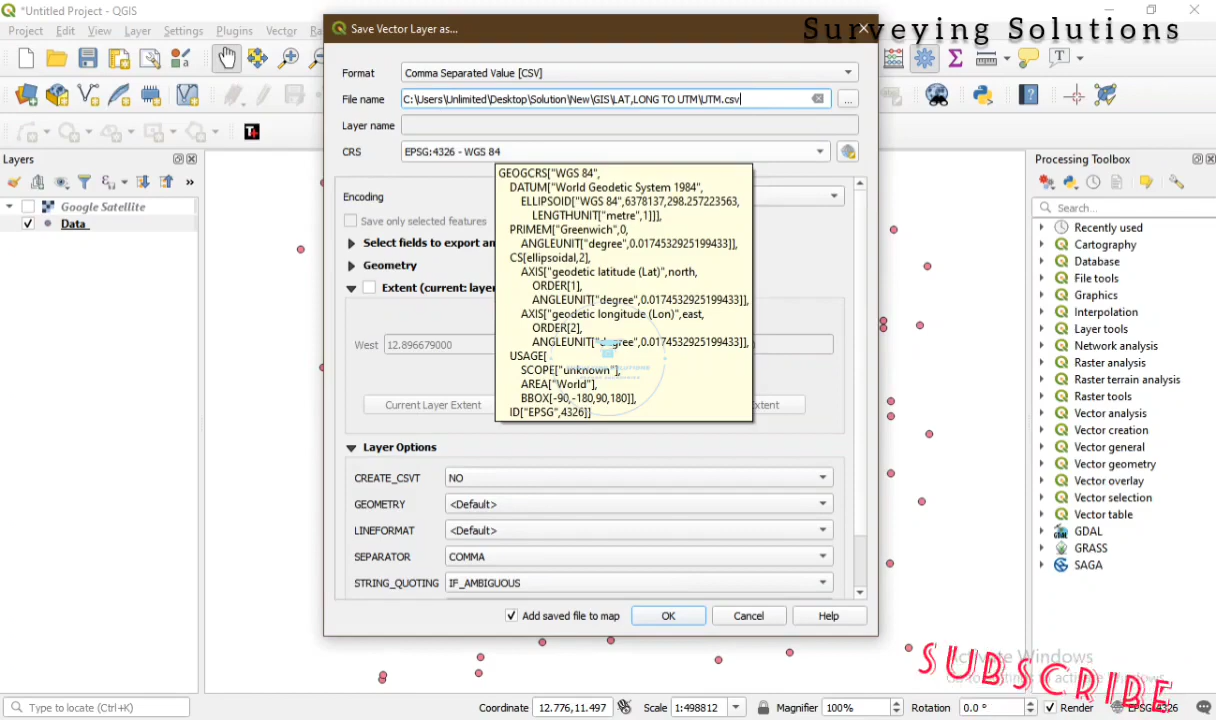 *Untitled Project - QGIS
Surveying Solutions
Project Edit View Layer Settings Plugins Vector
Save Vector Layer as...
Format Comma Separated Value [CSV]
File name C:\Users\Unlimited\Desktop\Solution\New\GIS\LAT,LONG TO UTM\UTM.csv
Layer name
CRS EPSG:4326 - WGS 84
GEOGCRS["WGS 84",
DATUM["World Geodetic System 1984",
ELLIPSOID["WGS 84",6378137,298.257223563,
LENGTHUNIT["metre",1]]],
PRIMEM["Greenwich",0,
ANGLEUNIT["degree",0.0174532925199433]],
CS[ellipsoidal,2],
AXIS["geodetic latitude (Lat)",north,
ORDER[1],
ANGLEUNIT["degree",0.0174532925199433]],
AXIS["geodetic longitude (Lon)",east,
ORDER[2],
ANGLEUNIT["degree",0.0174532925199433]],
USAGE[
SCOPE["unknown"],
AREA["World"],
BBOX[-90,-180,90,180]],
ID["EPSG",4326]]
Encoding
Save only selected features
Select fields to export an
Geometry
Extent (current: layer
West 12.896679000
Current Layer Extent
Extent
Layer Options
CREATE_CSVT NO
GEOMETRY <Default>
LINEFORMAT <Default>
SEPARATOR COMMA
STRING_QUOTING IF_AMBIGUOUS
Add saved file to map OK Cancel Help
Layers
Google Satellite
Data
Processing Toolbox
Search...
Recently used
Cartography
Database
File tools
Graphics
Interpolation
Layer tools
Network analysis
Raster analysis
Raster terrain analysis
Raster tools
Vector analysis
Vector creation
Vector general
Vector geometry
Vector overlay
Vector selection
Vector table
GDAL
GRASS
SAGA
Activate Windows
SUBSCRIBE
Type to locate (Ctrl+K) Coordinate 12.776,11.497 Scale 1:498812 Magnifier 100% Rotation 0.0 ° Render EPSG:4326